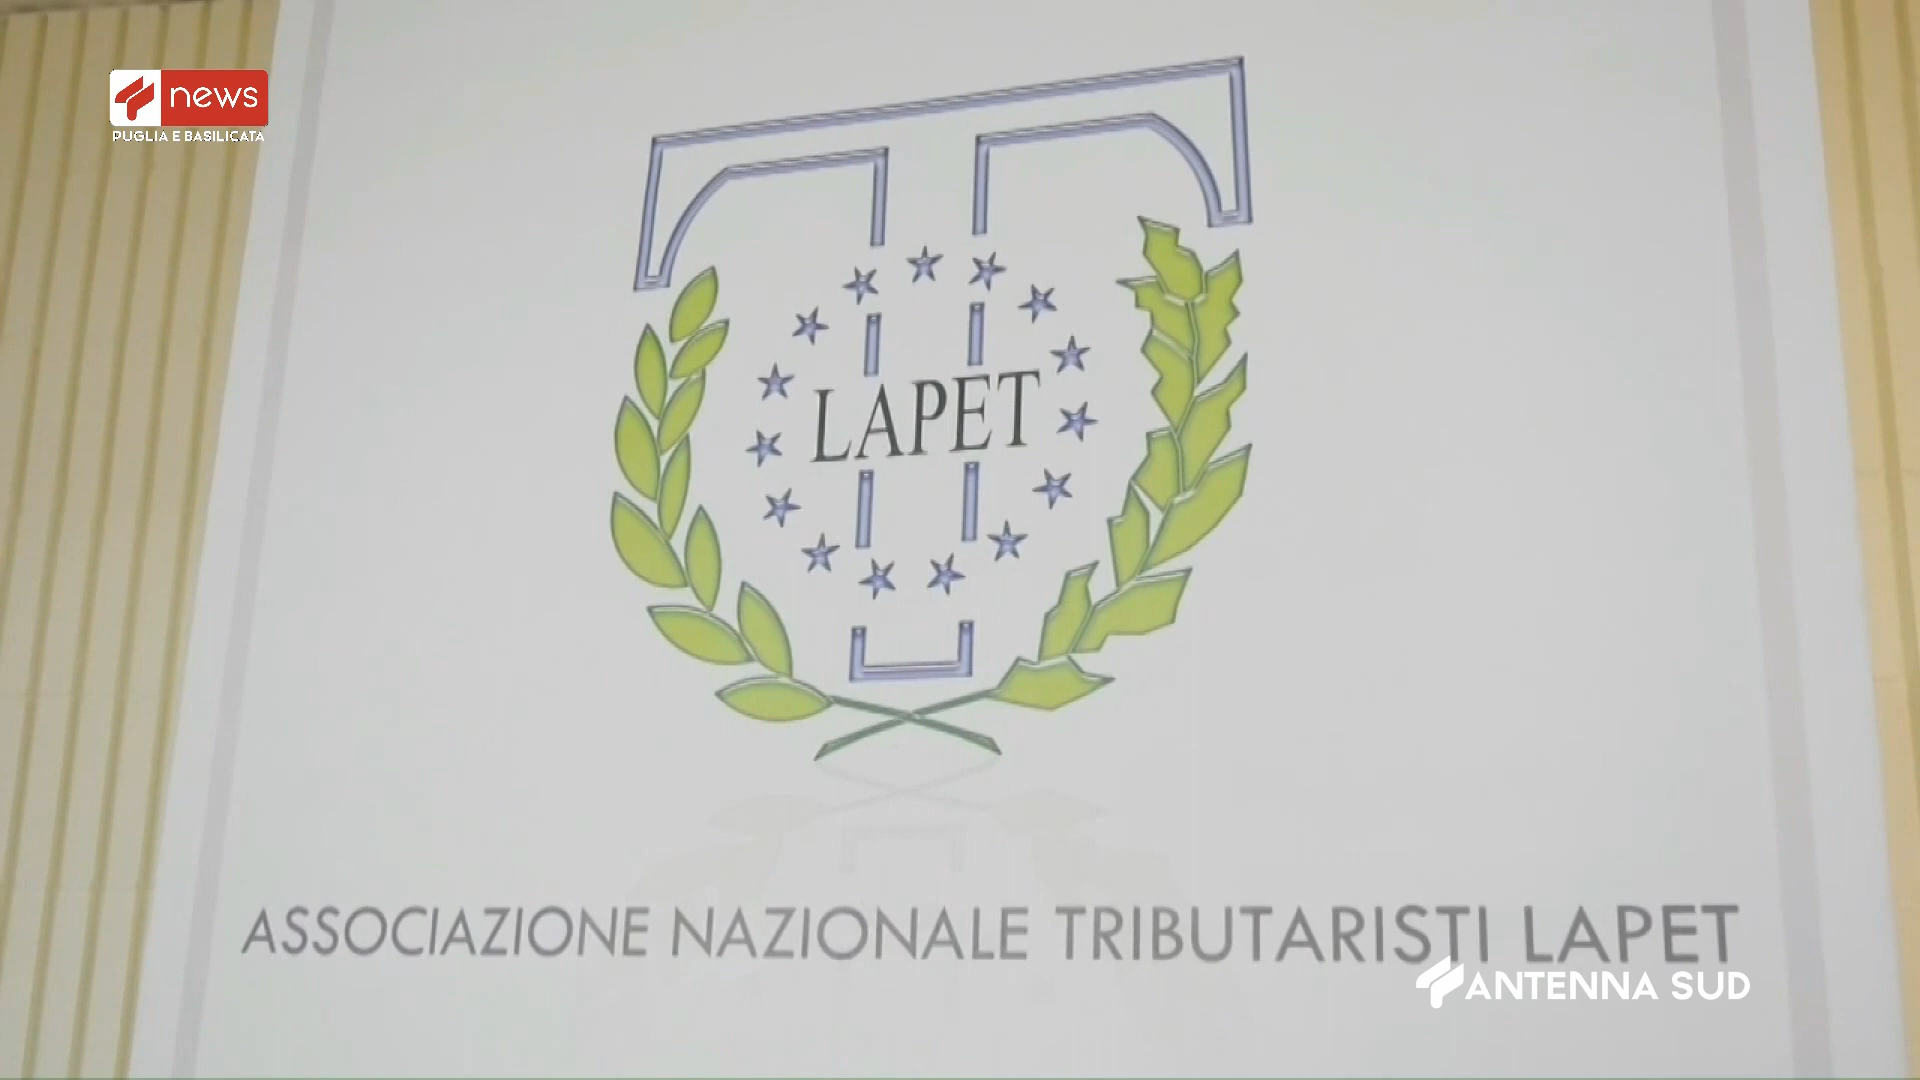 news
PUGLIA E BASILICATA
LAPET
ASSOCIAZIONE NAZIONALE TRIBUTARISTI LAPET
ANTENNA SUD